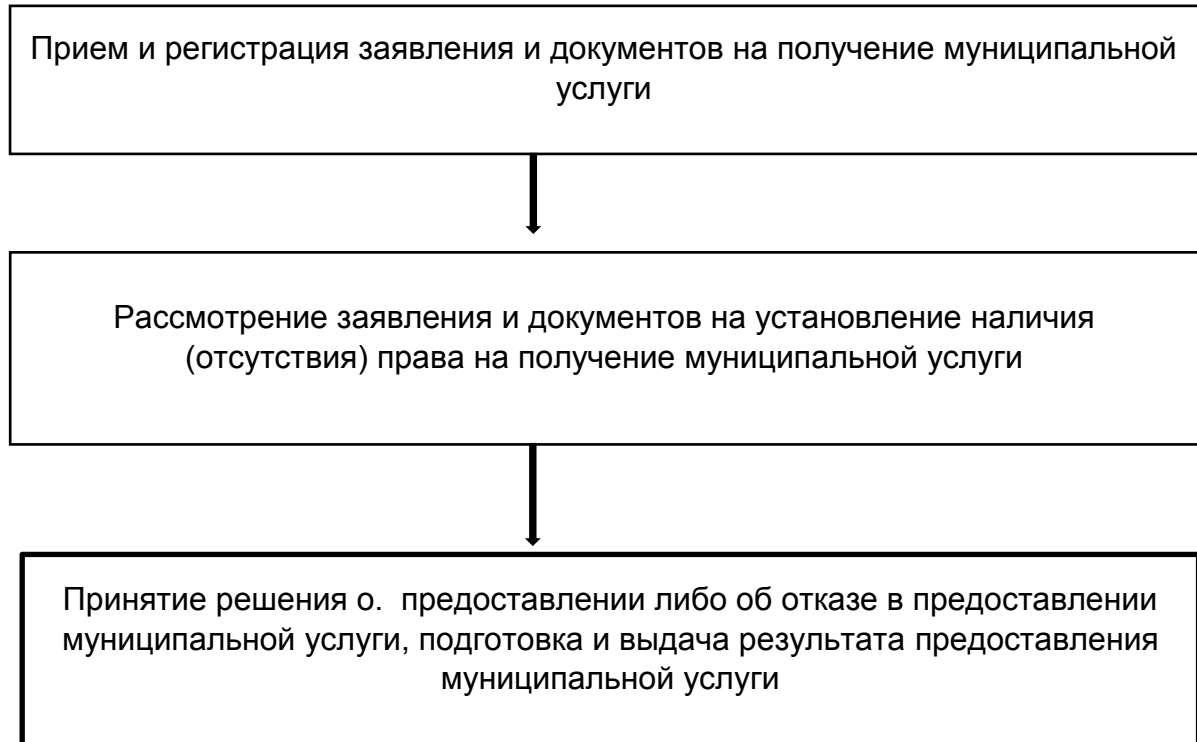 Прием и регистрация заявления и документов на получение муниципальной
услуги
Рассмотрение заявления и документов на установление наличия
(отсутствия) права на получение муниципальной услуги
Принятие решения о.  предоставлении либо об отказе в предоставлении
муниципальной услуги, подготовка и выдача результата предоставления
муниципальной услуги